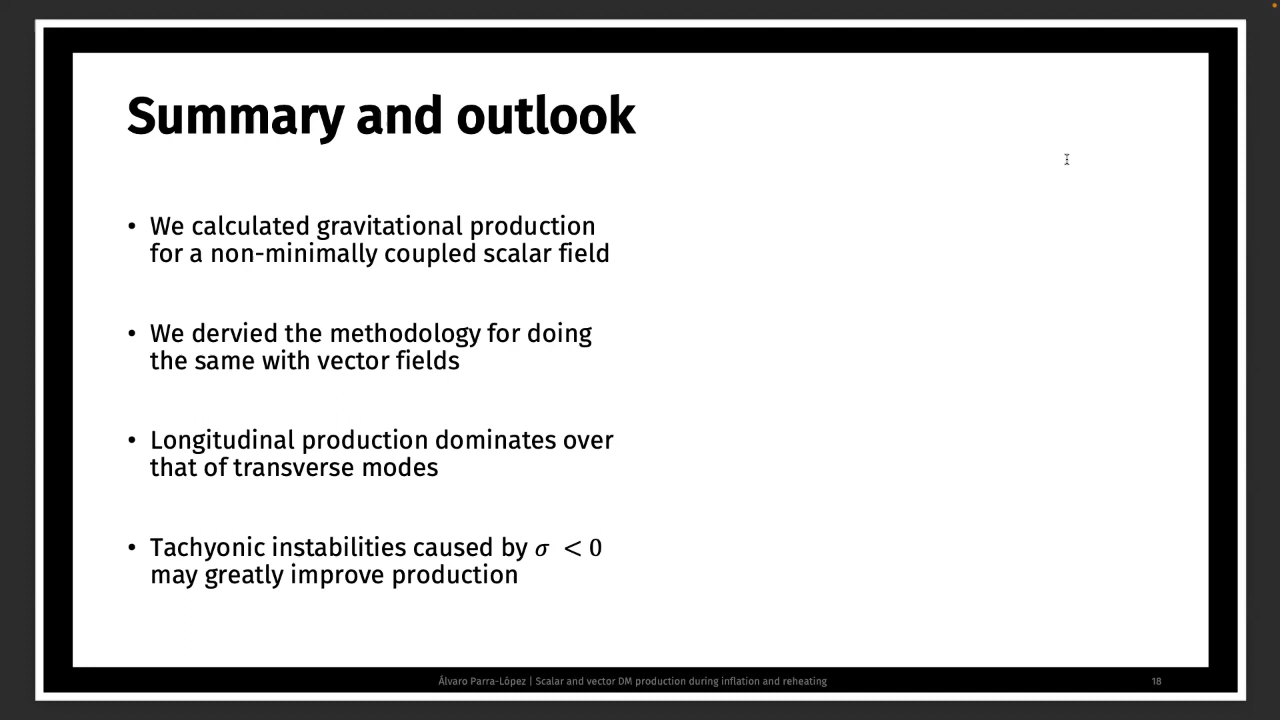 Summary and outlook
• We calculated gravitational production
for a non-minimally coupled scalar field
• We dervied the methodology for doing
the same with vector fields
• Longitudinal production dominates over
that of transverse modes
• Tachyonic instabilities caused by σ < 0
may greatly improve production
Álvaro Parra-López | Scalar and vector DM production during inflation and reheating
18